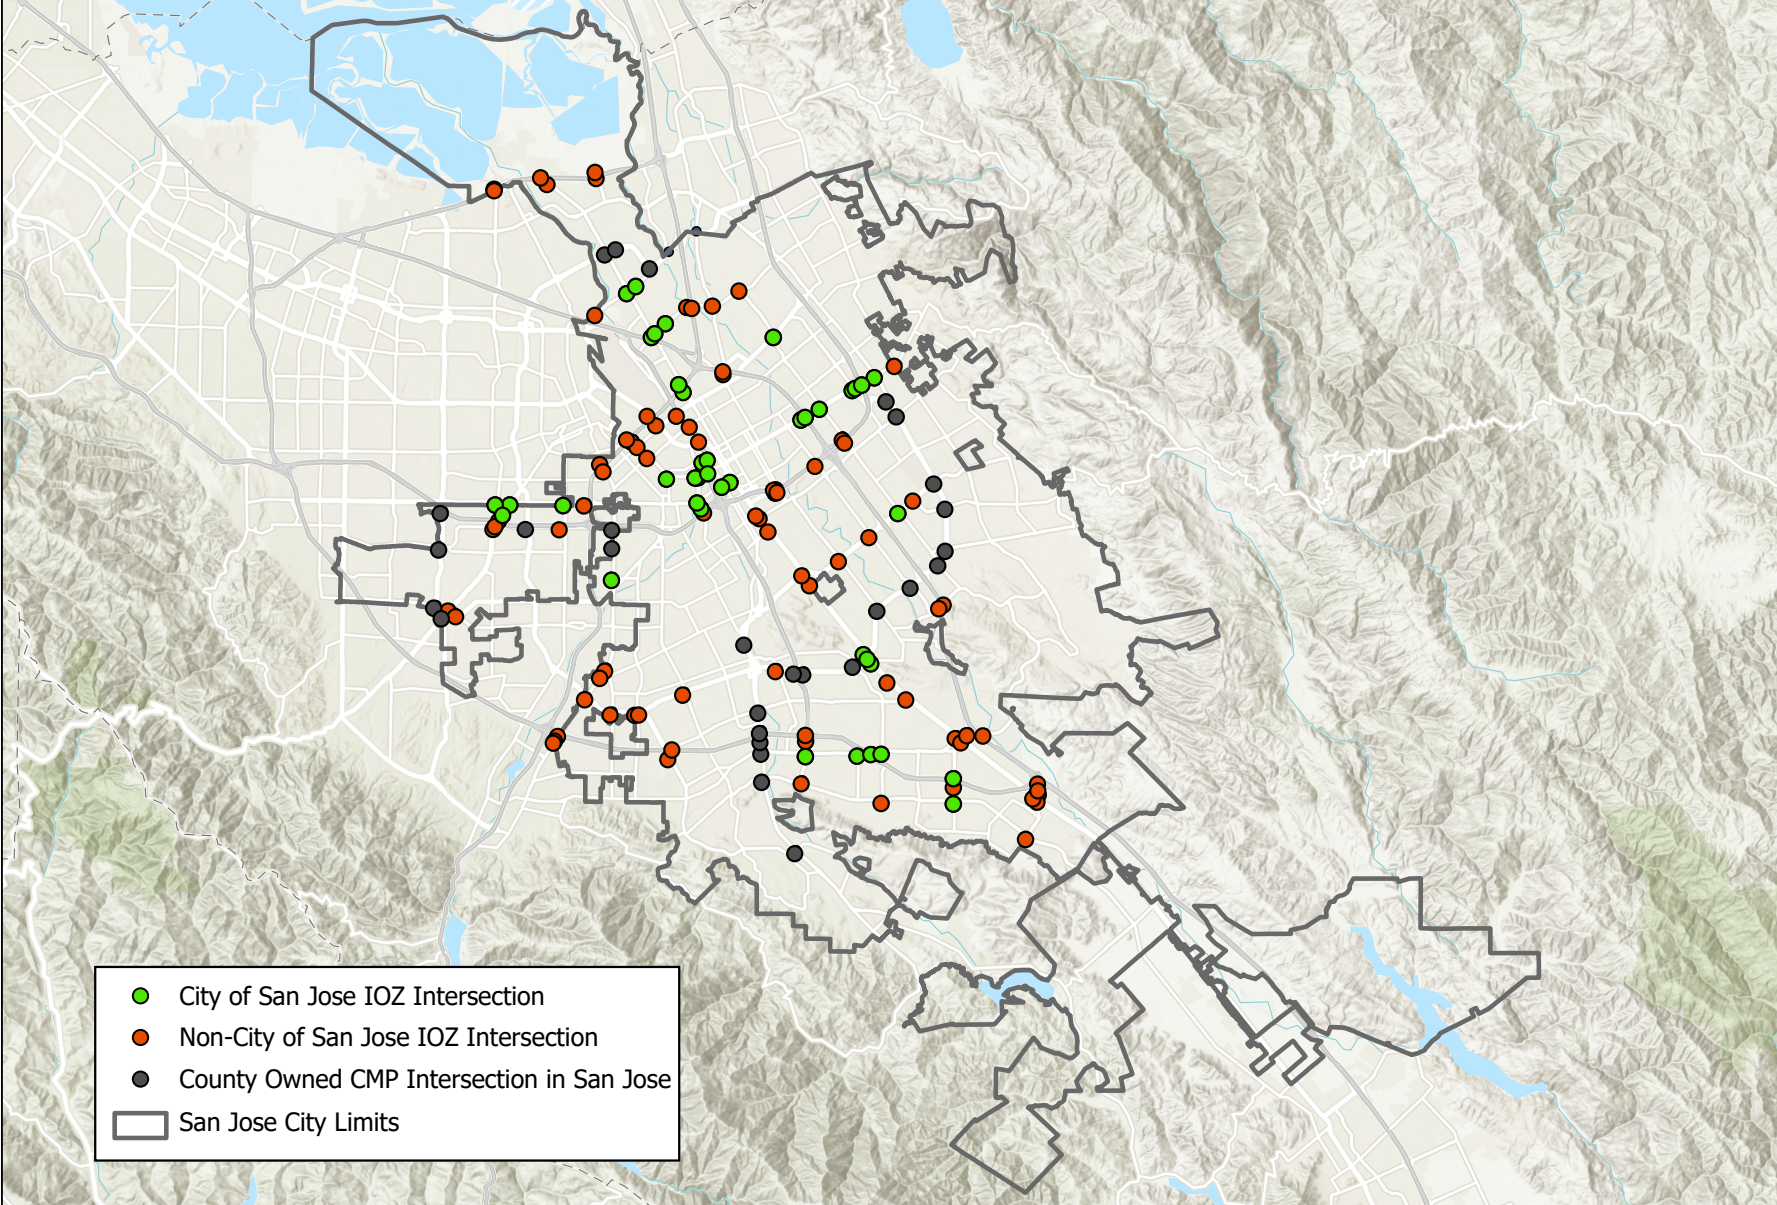 City of San Jose IOZ Intersection
Non-City of San Jose IOZ Intersection
County Owned CMP Intersection in San Jose
San Jose City Limits